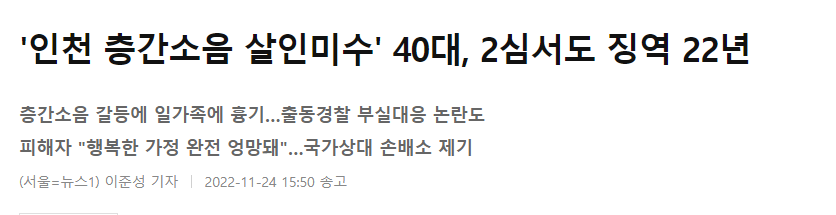 '인천 층간소음 살인미수' 40대, 2심서도 징역 22년
층간소음 갈등에 일가족에 흉기…출동경찰 부실대응 논란도
피해자 "행복한 가정 완전 엉망돼"…국가상대 손배소 제기
(서울=뉴스1) 이준성 기자 | 2022-11-24 15:50 송고